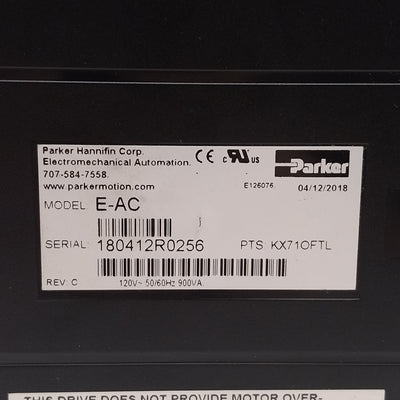 Parker Hannifin Corp.
Electromechanical Automation.
707-584-7558.
www.parkermotion.com
CE c RU US
E126076.
Parker
04/12/2018
MODEL: E-AC
SERIAL: 180412R0256 PTS KX71OFTL
REV: C 120V~ 50/60Hz 900VA
THIS DRIVE DOES NOT PROVIDE MOTOR OVER-